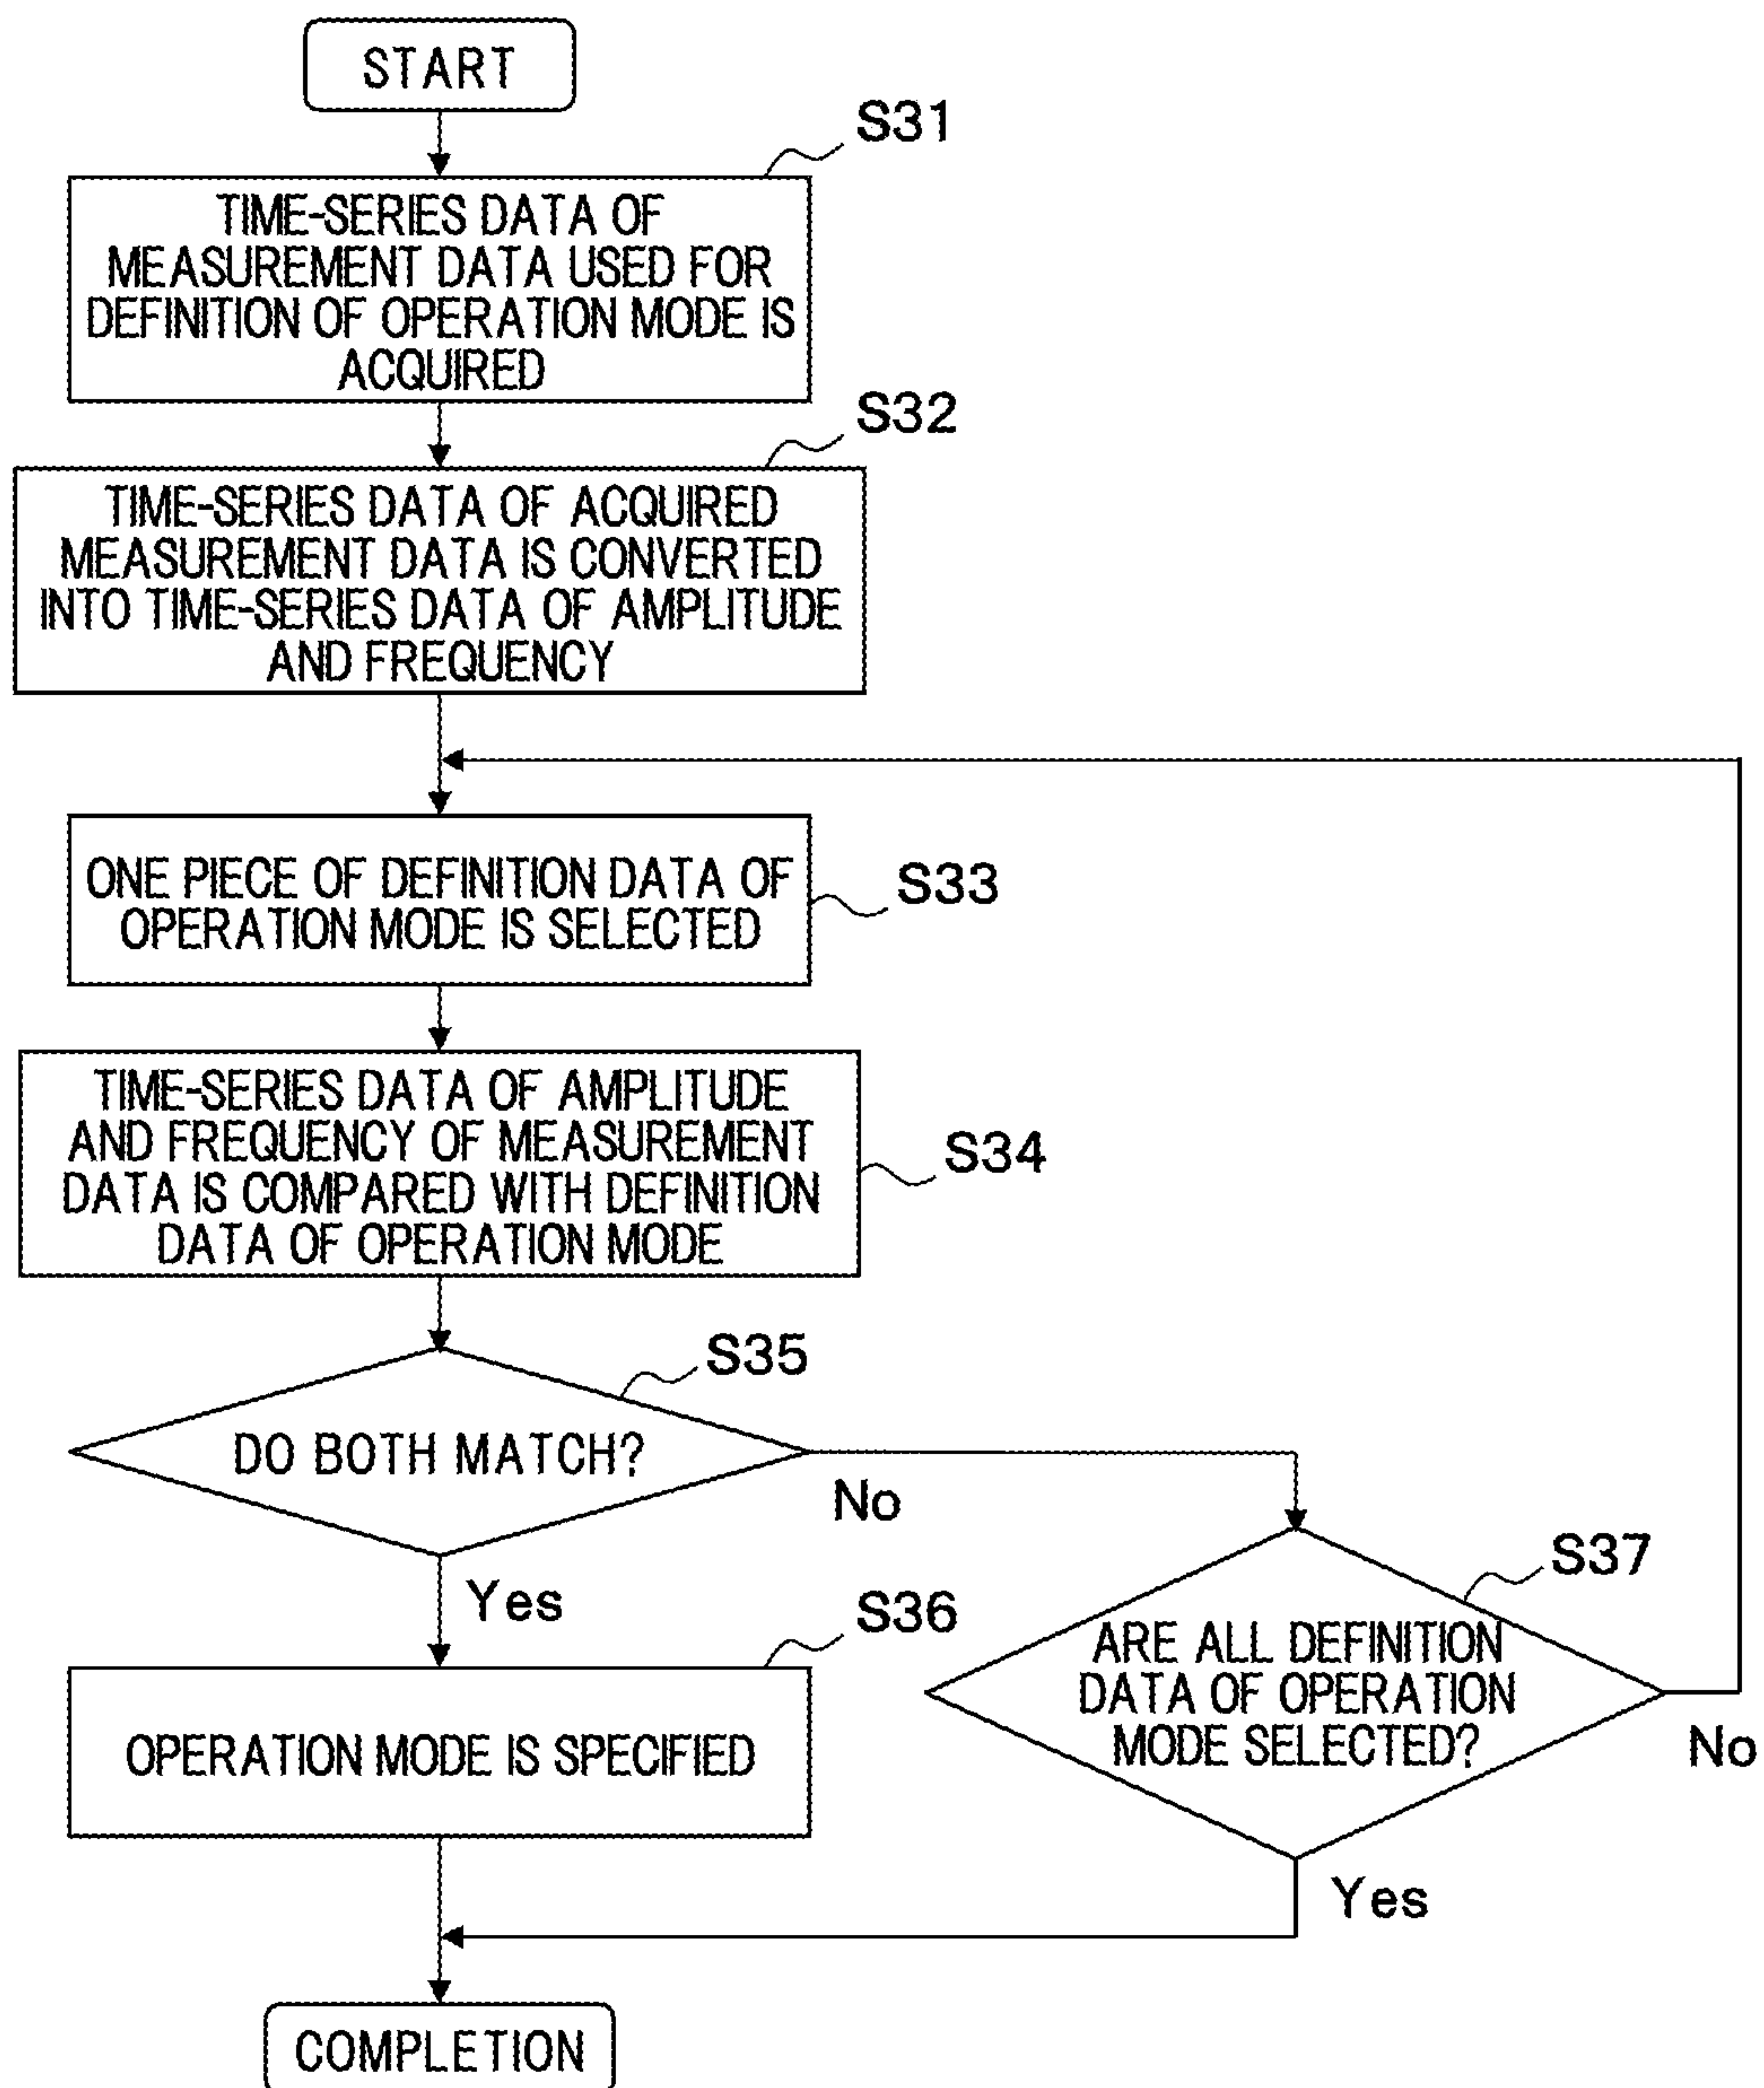 START
S31
TIME-SERIES DATA OF
MEASUREMENT DATA USED FOR
DEFINITION OF OPERATION MODE IS
ACQUIRED
S32
TIME-SERIES DATA OF ACQUIRED
MEASUREMENT DATA IS CONVERTED
INTO TIME-SERIES DATA OF AMPLITUDE
AND FREQUENCY
ONE PIECE OF DEFINITION DATA OF
OPERATION MODE IS SELECTED
S33
TIME-SERIES DATA OF AMPLITUDE
AND FREQUENCY OF MEASUREMENT
DATA IS COMPARED WITH DEFINITION
DATA OF OPERATION MODE
S34
S35
DO BOTH MATCH?
No
Yes
S36
OPERATION MODE IS SPECIFIED
S37
ARE ALL DEFINITION
DATA OF OPERATION
MODE SELECTED?
No
Yes
COMPLETION